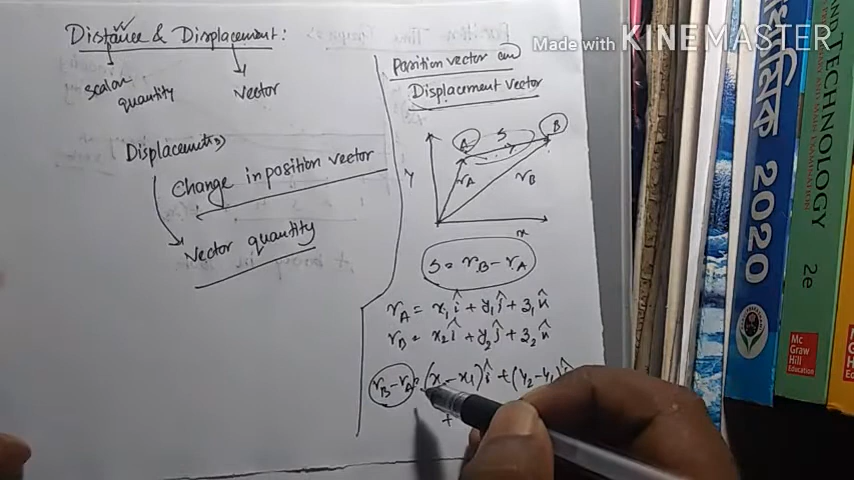 Made with KINEMASTER
Distance & Displacement:
scalar
quantity
Vector
Displacement
Change in position vector
Vector quantity
Position vector and
Displacement vector
A S B
y rA rB
x
S = rB - rA
rA = x1 î + y1 ĵ + z1 k̂
rB = x2 î + y2 ĵ + z2 k̂
rB - rA = (x - x1) î + (y2 - y1) ĵ
+
2020
AND TECHNOLOGY
2e
Mc
Graw
Hill
Education